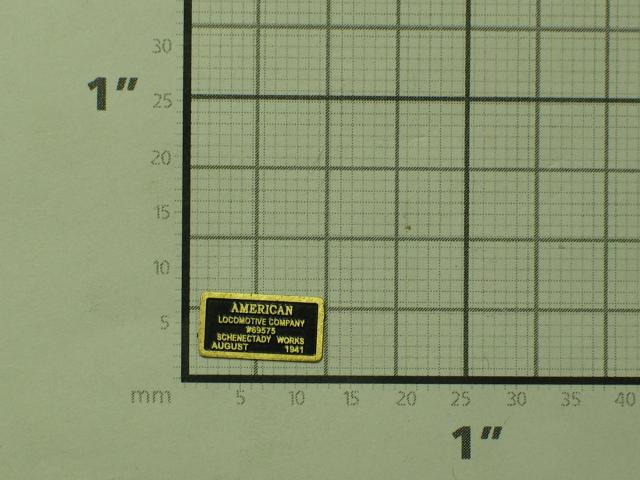 30
1”
25
20
15
10
5
AMERICAN
LOCOMOTIVE COMPANY
#69575
SCHENECTADY WORKS
AUGUST 1941
mm 5 10 15 20 25 30 35 40
1”